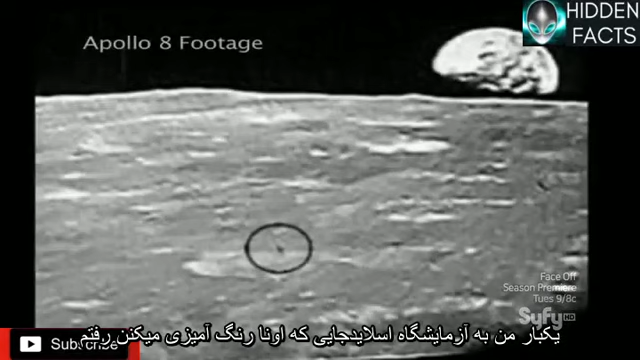 HIDDEN
FACTS
Apollo 8 Footage
Face Off
Season Premiere
Tues 9/8c
Syfy HD
یکبار من به آزمایشگاه اسلایدجایی که اونا رنگ آمیزی میکنن رفتم
Subscribe